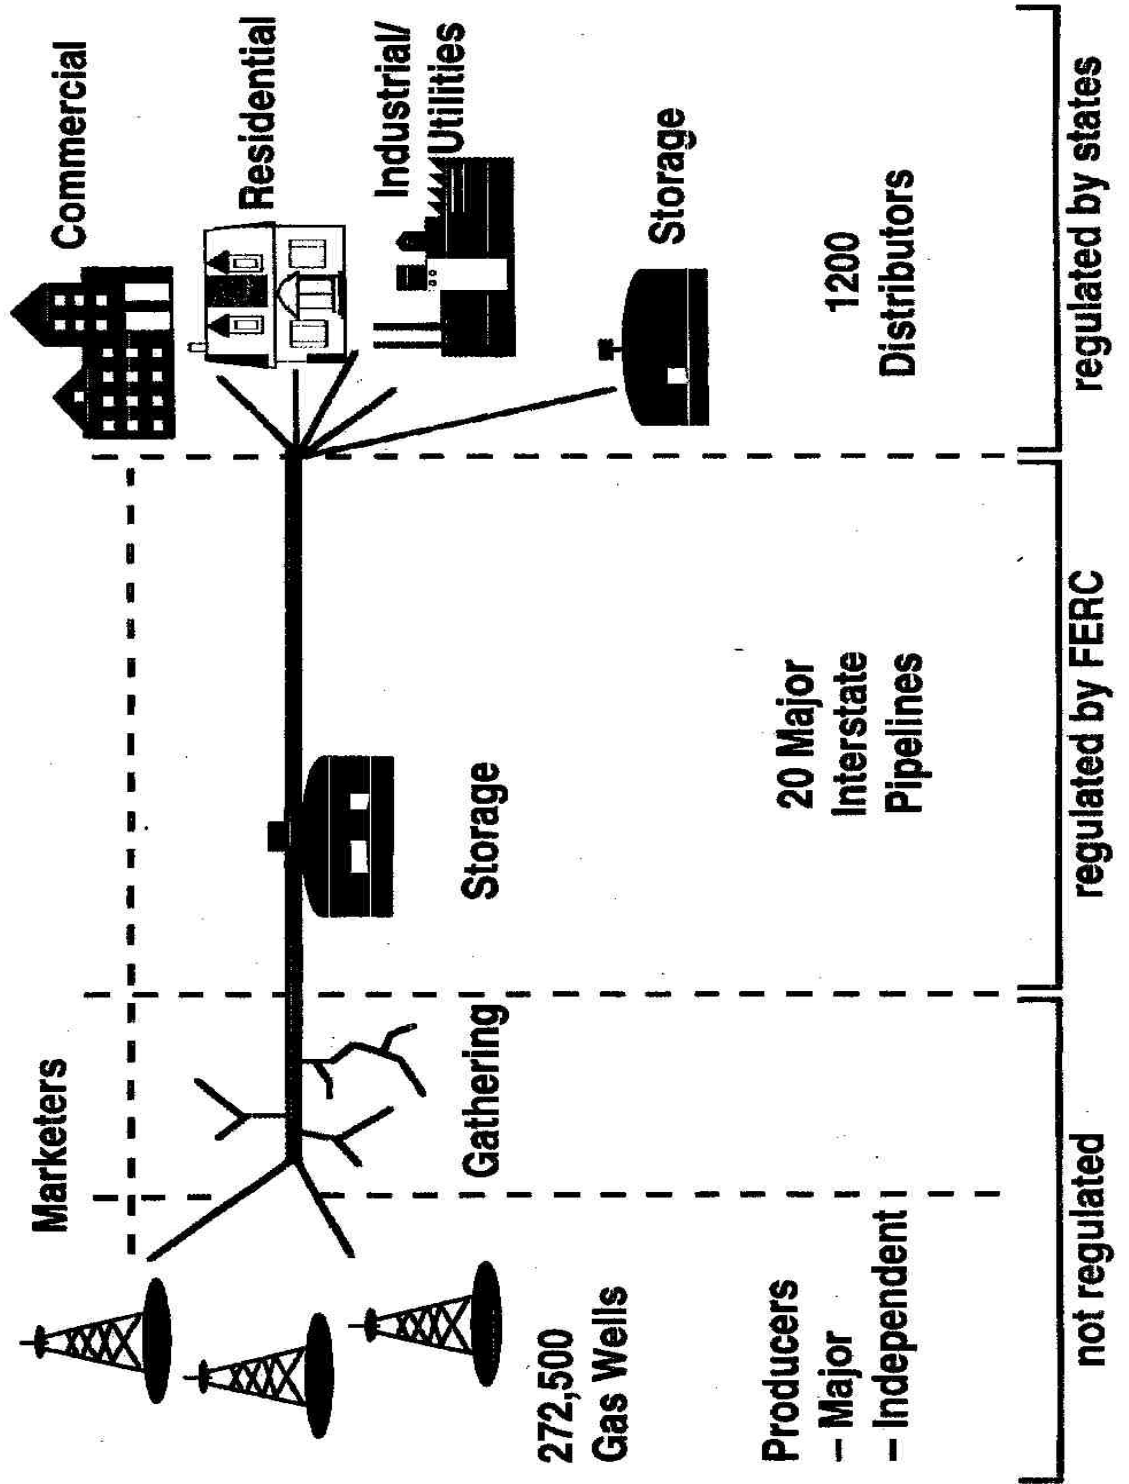 Marketers
Commercial
Residential
Industrial/
Utilities
Storage
Storage
Gathering
272,500
Gas Wells
Producers
– Major
– Independent
20 Major
Interstate
Pipelines
1200
Distributors
not regulated
regulated by FERC
regulated by states